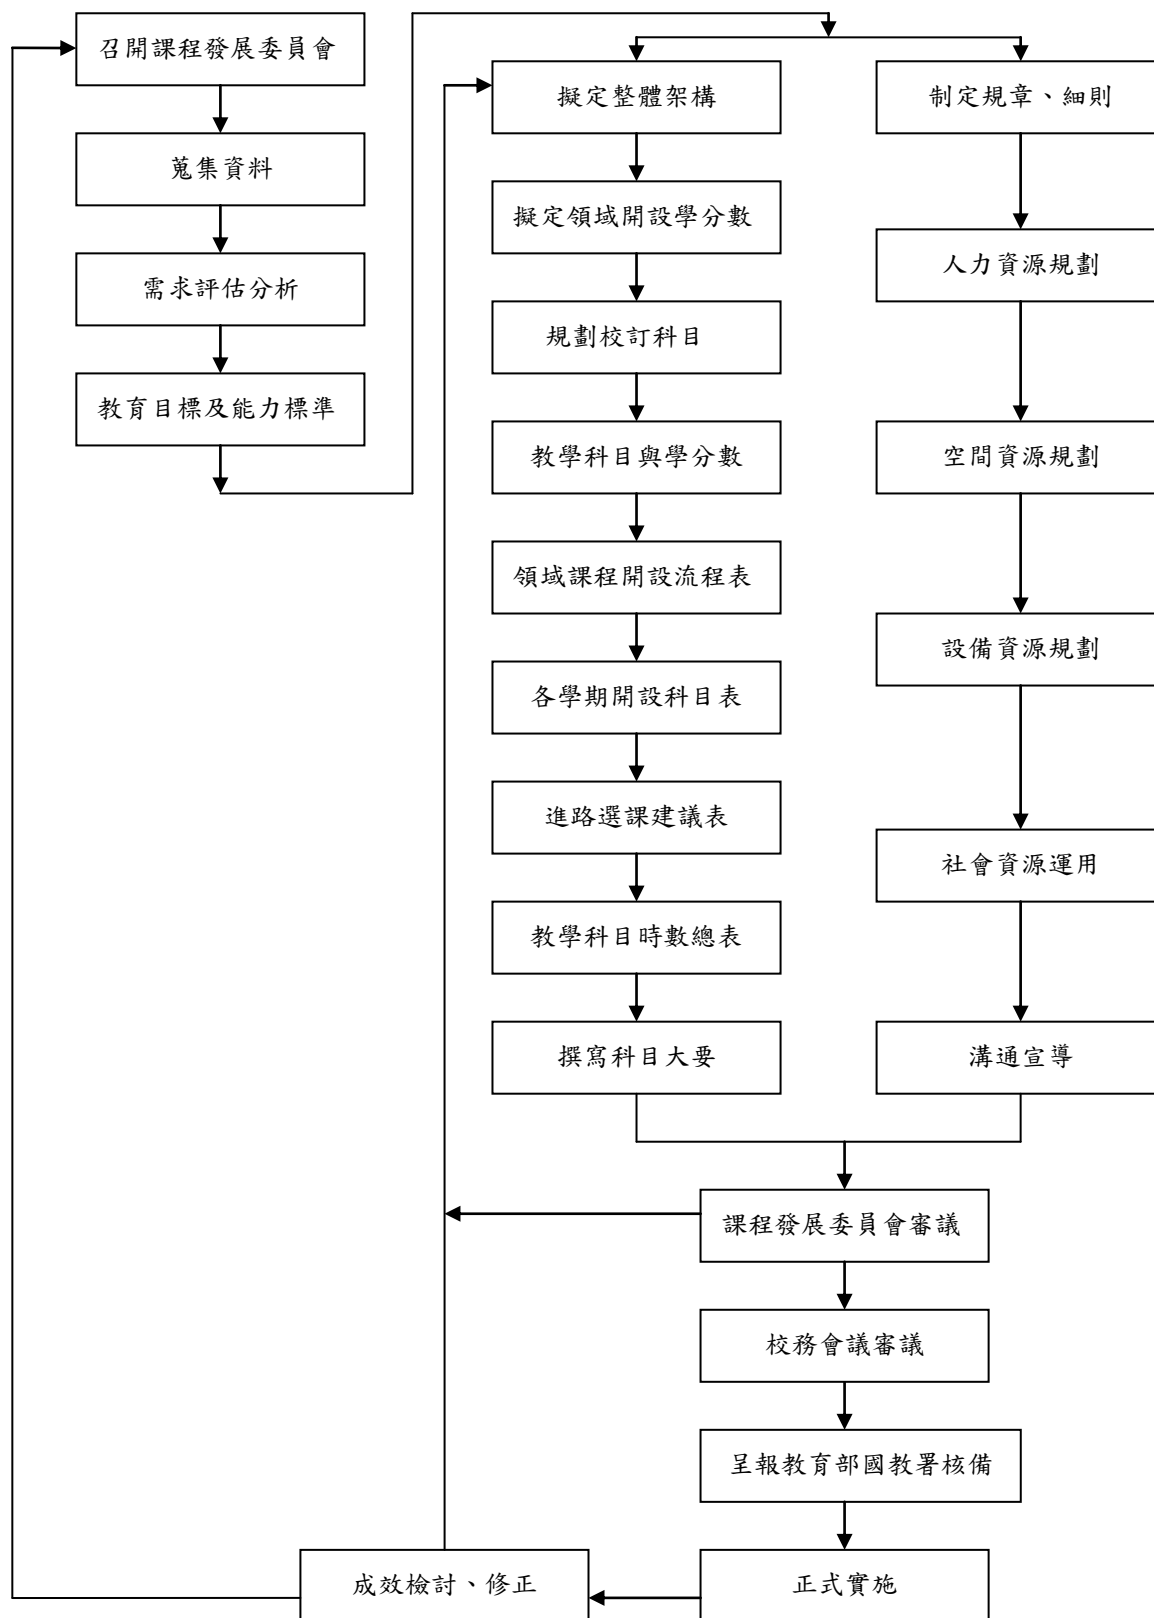 召開課程發展委員會
蒐集資料
需求評估分析
教育目標及能力標準
擬定整體架構
擬定領域開設學分數
規劃校訂科目
教學科目與學分數
領域課程開設流程表
各學期開設科目表
進路選課建議表
教學科目時數總表
撰寫科目大要
制定規章、細則
人力資源規劃
空間資源規劃
設備資源規劃
社會資源運用
溝通宣導
課程發展委員會審議
校務會議審議
呈報教育部國教署核備
正式實施
成效檢討、修正